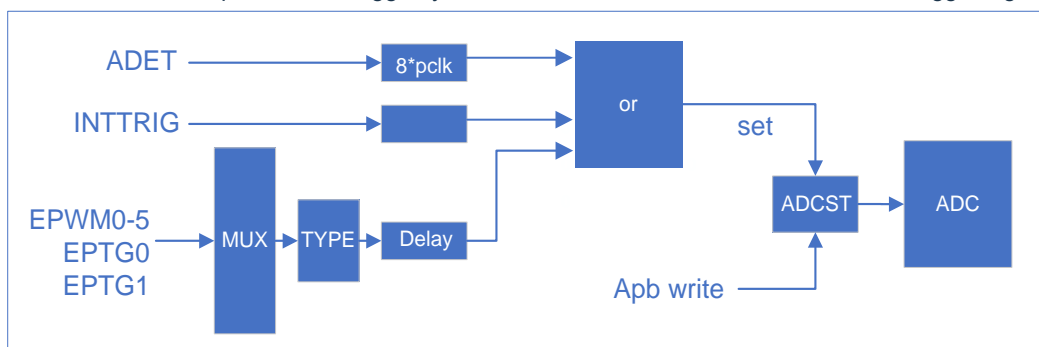 ADET
8*pclk
or
INTTRIG
set
EPWM0-5
EPTG0
EPTG1
MUX
TYPE
Delay
ADCST
ADC
Apb write